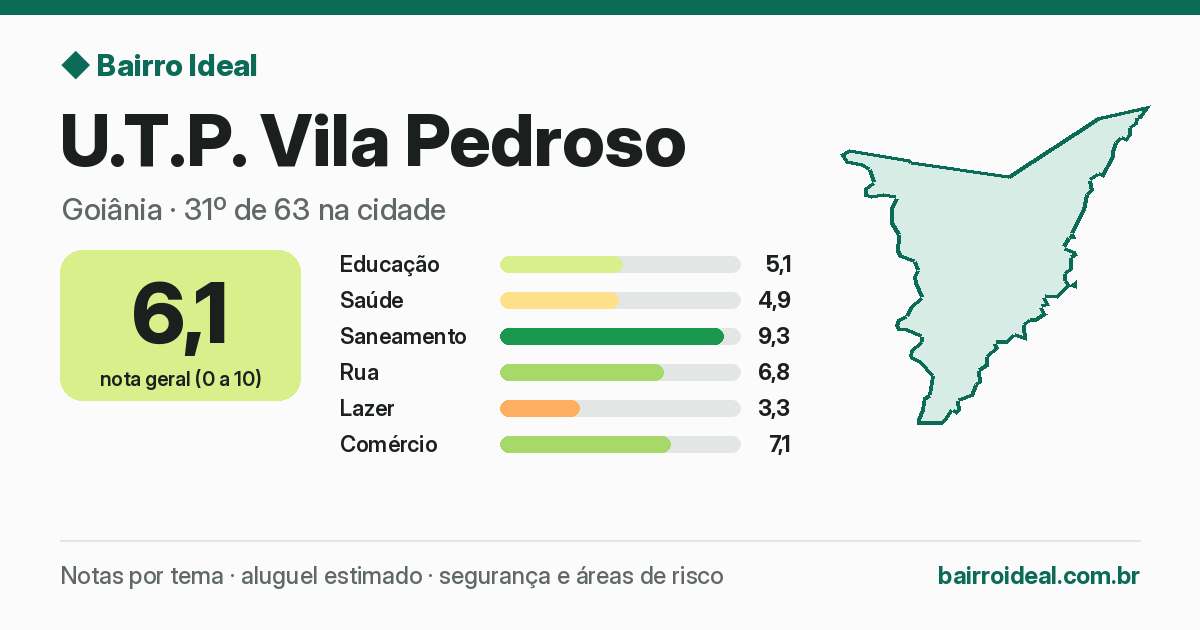 Bairro Ideal
U.T.P. Vila Pedroso
Goiânia · 31º de 63 na cidade
6,1
nota geral (0 a 10)
Educação 5,1
Saúde 4,9
Saneamento 9,3
Rua 6,8
Lazer 3,3
Comércio 7,1
Notas por tema · aluguel estimado · segurança e áreas de risco
bairroideal.com.br